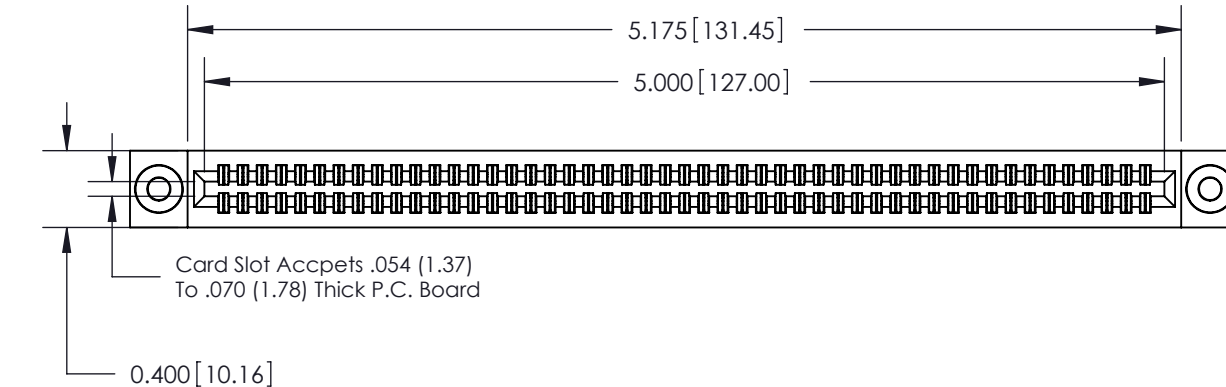 5.175[131.45]
5.000[127.00]
Card Slot Accpets .054 (1.37)
To .070 (1.78) Thick P.C. Board
0.400[10.16]